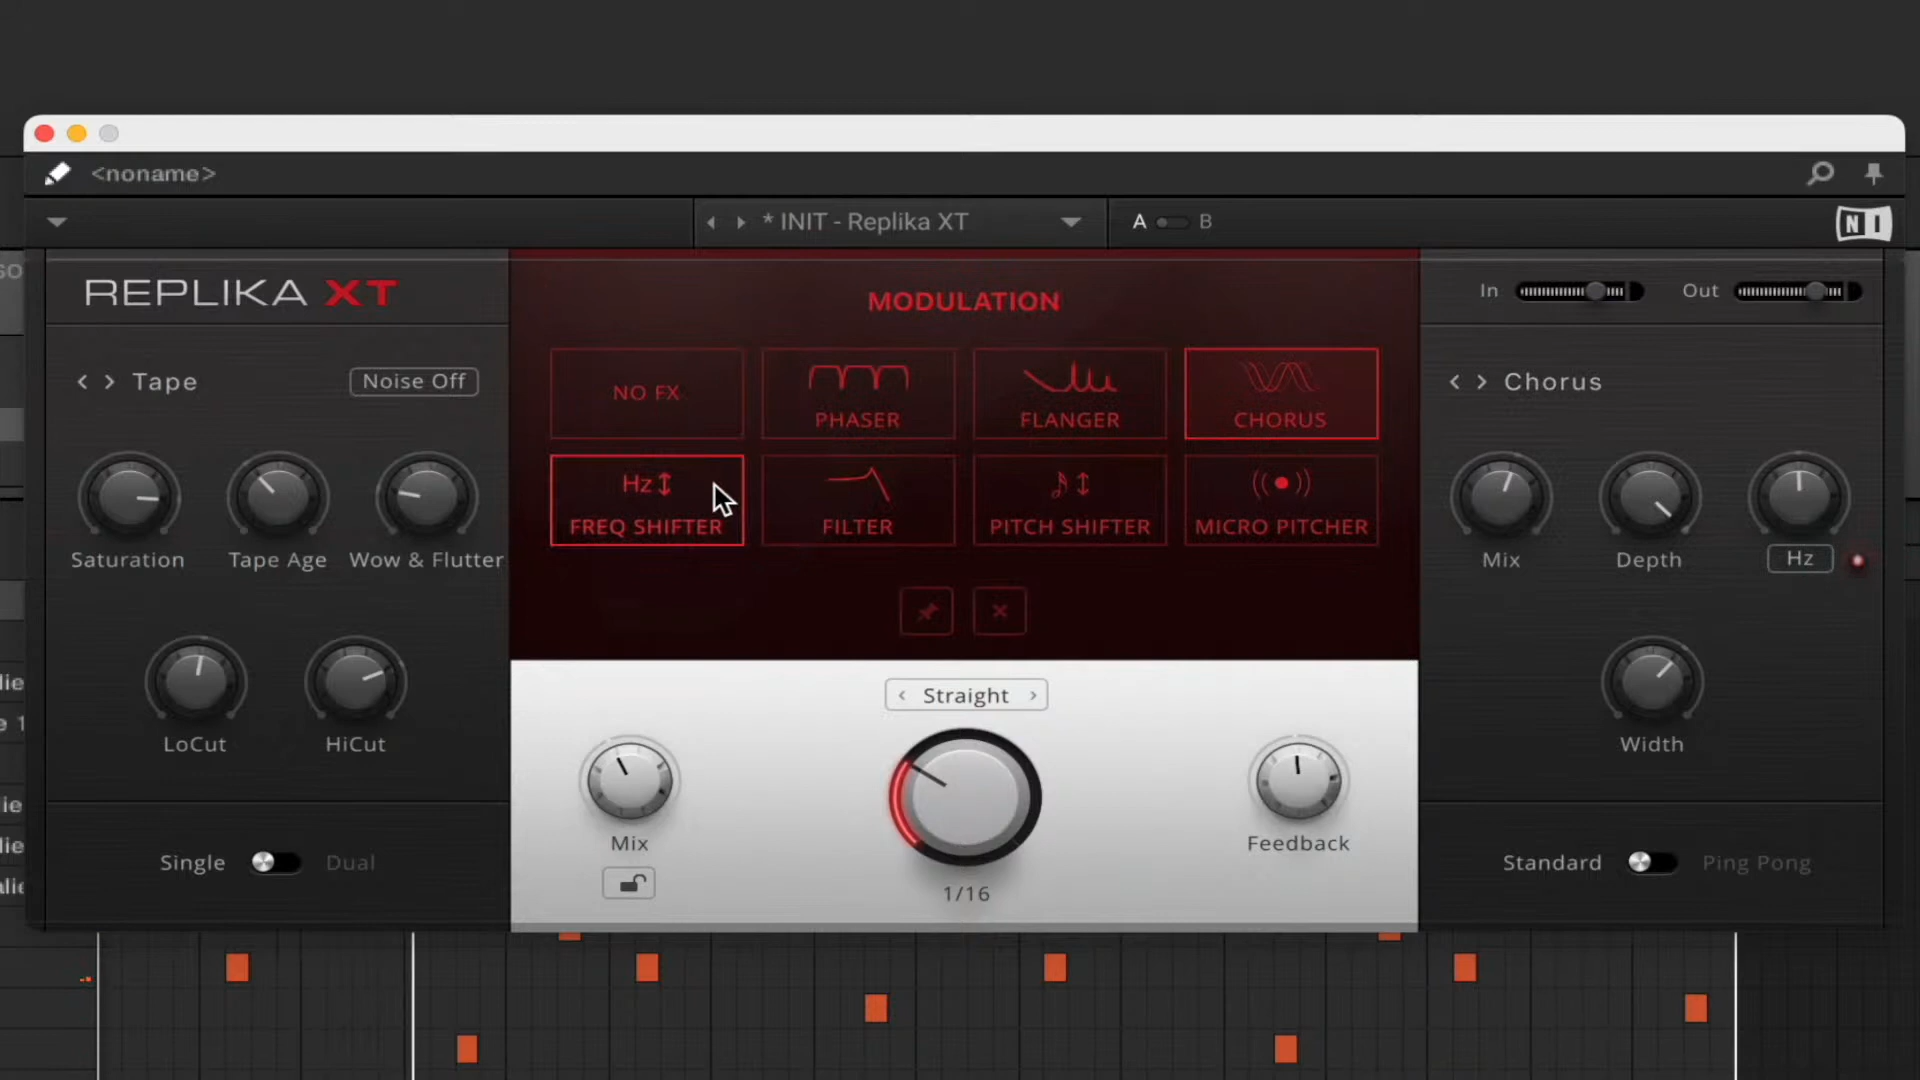 <noname>
* INIT - Replika XT
A B
NI
REPLIKA XT
MODULATION
In Out
Tape
Noise Off
NO FX
PHASER
FLANGER
CHORUS
Chorus
Saturation
Tape Age
Wow & Flutter
Hz
FREQ SHIFTER
FILTER
PITCH SHIFTER
MICRO PITCHER
Mix
Depth
Hz
LoCut
HiCut
Straight
Width
Mix
1/16
Feedback
Single Dual
Standard Ping Pong